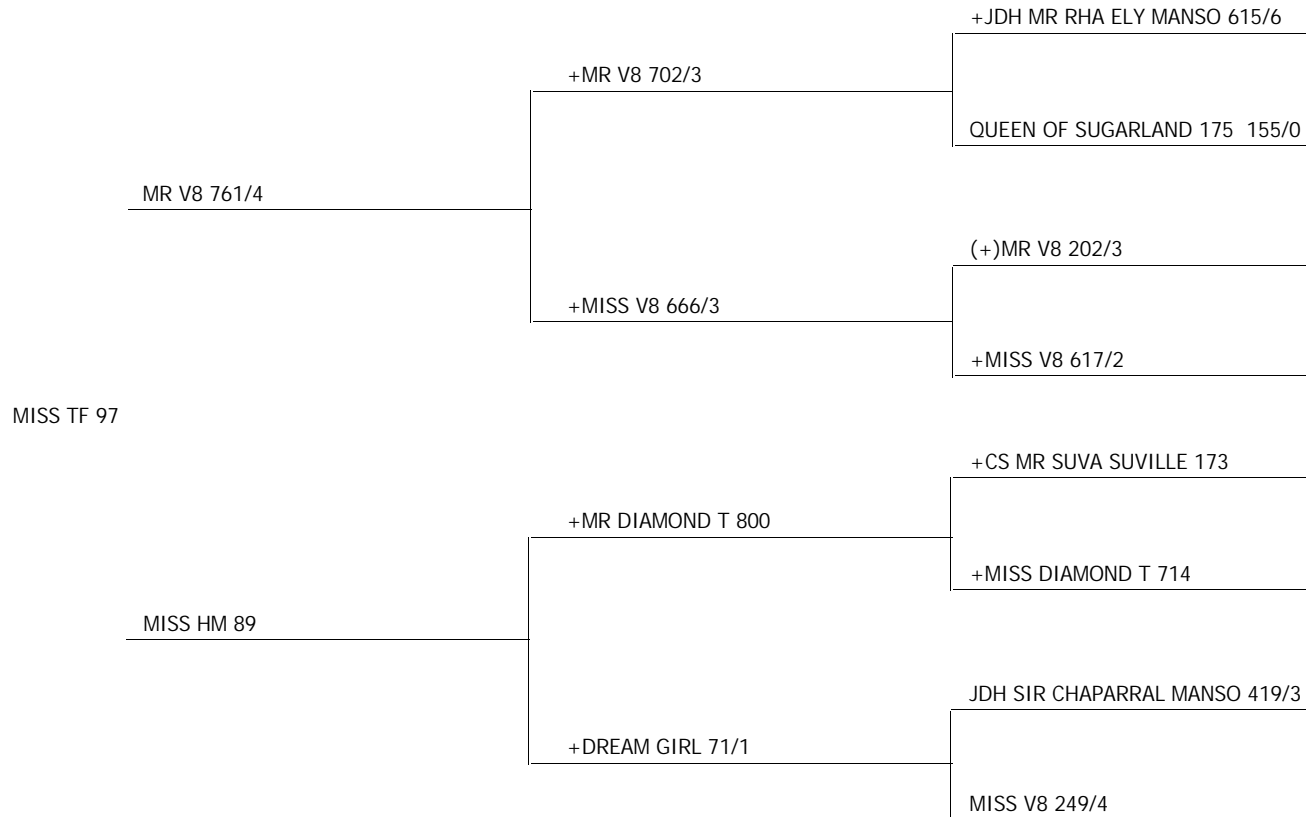 +JDH MR RHA ELY MANSO 615/6
+MR V8 702/3
QUEEN OF SUGARLAND 175  155/0
MR V8 761/4
(+)MR V8 202/3
+MISS V8 666/3
+MISS V8 617/2
MISS TF 97
+CS MR SUVA SUVILLE 173
+MR DIAMOND T 800
+MISS DIAMOND T 714
MISS HM 89
JDH SIR CHAPARRAL MANSO 419/3
+DREAM GIRL 71/1
MISS V8 249/4